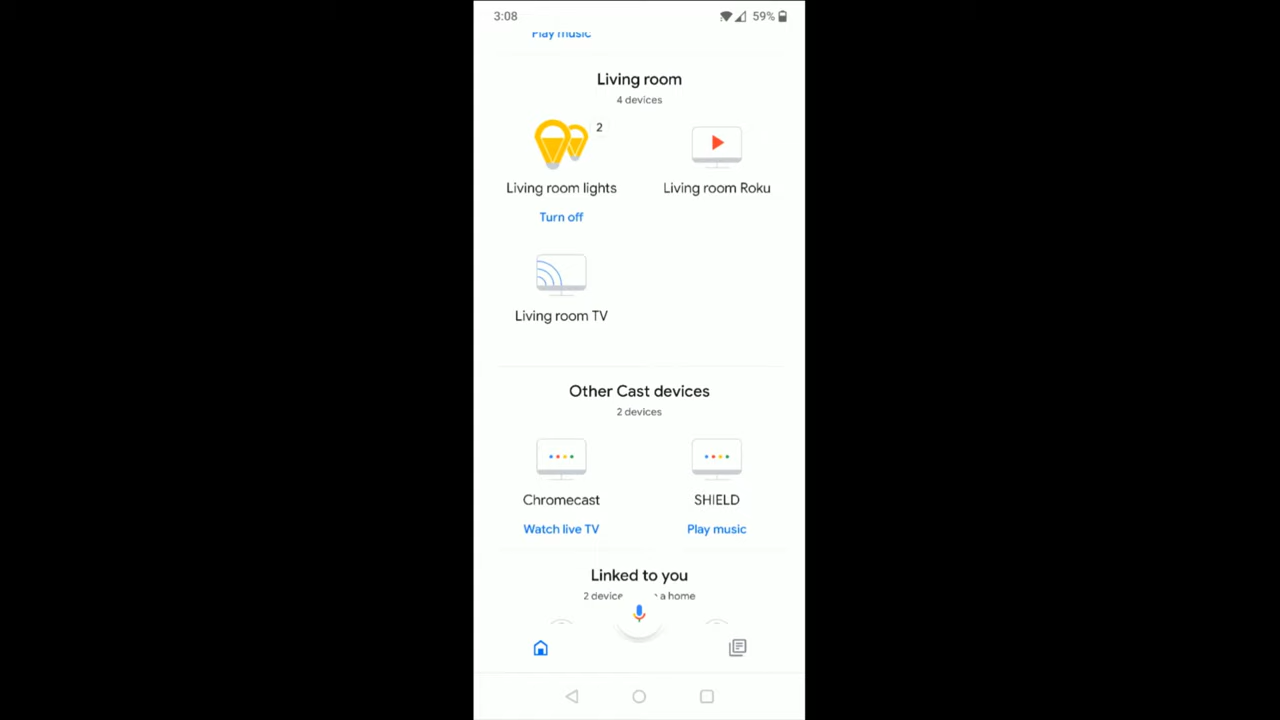 3:08 59%
Play music
Living room
4 devices
2
Living room lights Living room Roku
Turn off
Living room TV
Other Cast devices
2 devices
Chromecast SHIELD
Watch live TV Play music
Linked to you
2 device a home